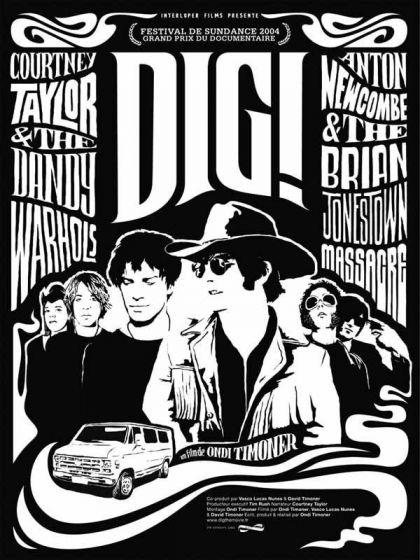 INTERLOPER FILMS PRESENTE
FESTIVAL DE SUNDANCE 2004
GRAND PRIX DU DOCUMENTAIRE
COURTNEY
TAYLOR
& THE
DANDY
WARHOLS
DIG!
ANTON
NEWCOMBE
& THE
BRIAN
JONESTOWN
MASSACRE
un film de ONDI TIMONER
Co-produit par Vasco Lucas Nunes & David Timoner
Producteur exécutif Tim Rush Narrateur Courtney Taylor
Montage Ondi Timoner Filmé par Ondi Timoner, Vasco Lucas Nunes
& David Timoner Ecrit, produit & réalisé par Ondi Timoner
www.digthemovie.fr